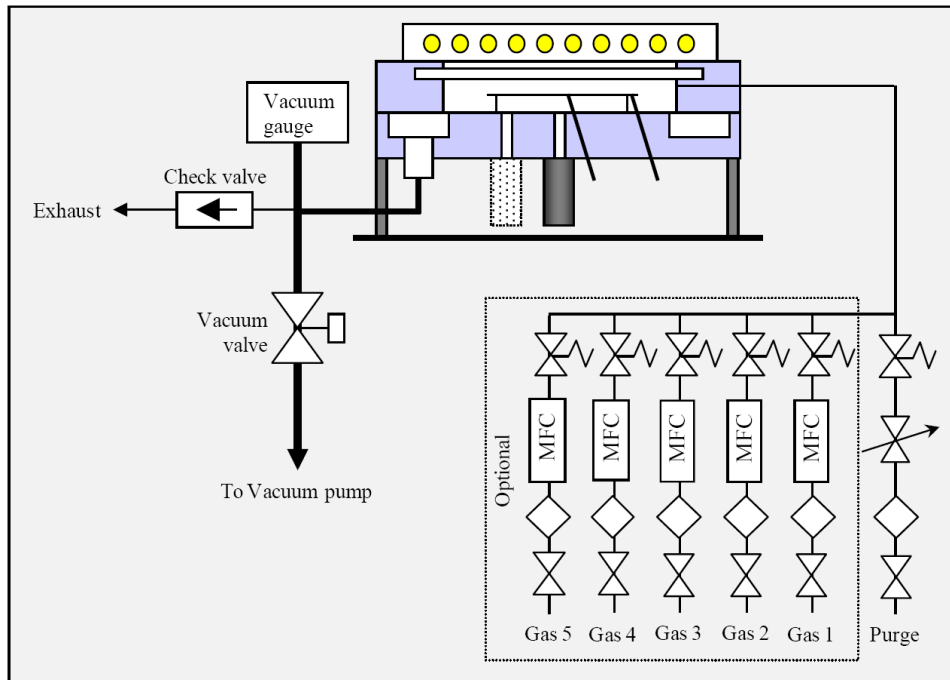 Vacuum
gauge
Check valve
Exhaust
Vacuum
valve
To Vacuum pump
Optional
MFC
MFC
MFC
MFC
MFC
Gas 5
Gas 4
Gas 3
Gas 2
Gas 1
Purge